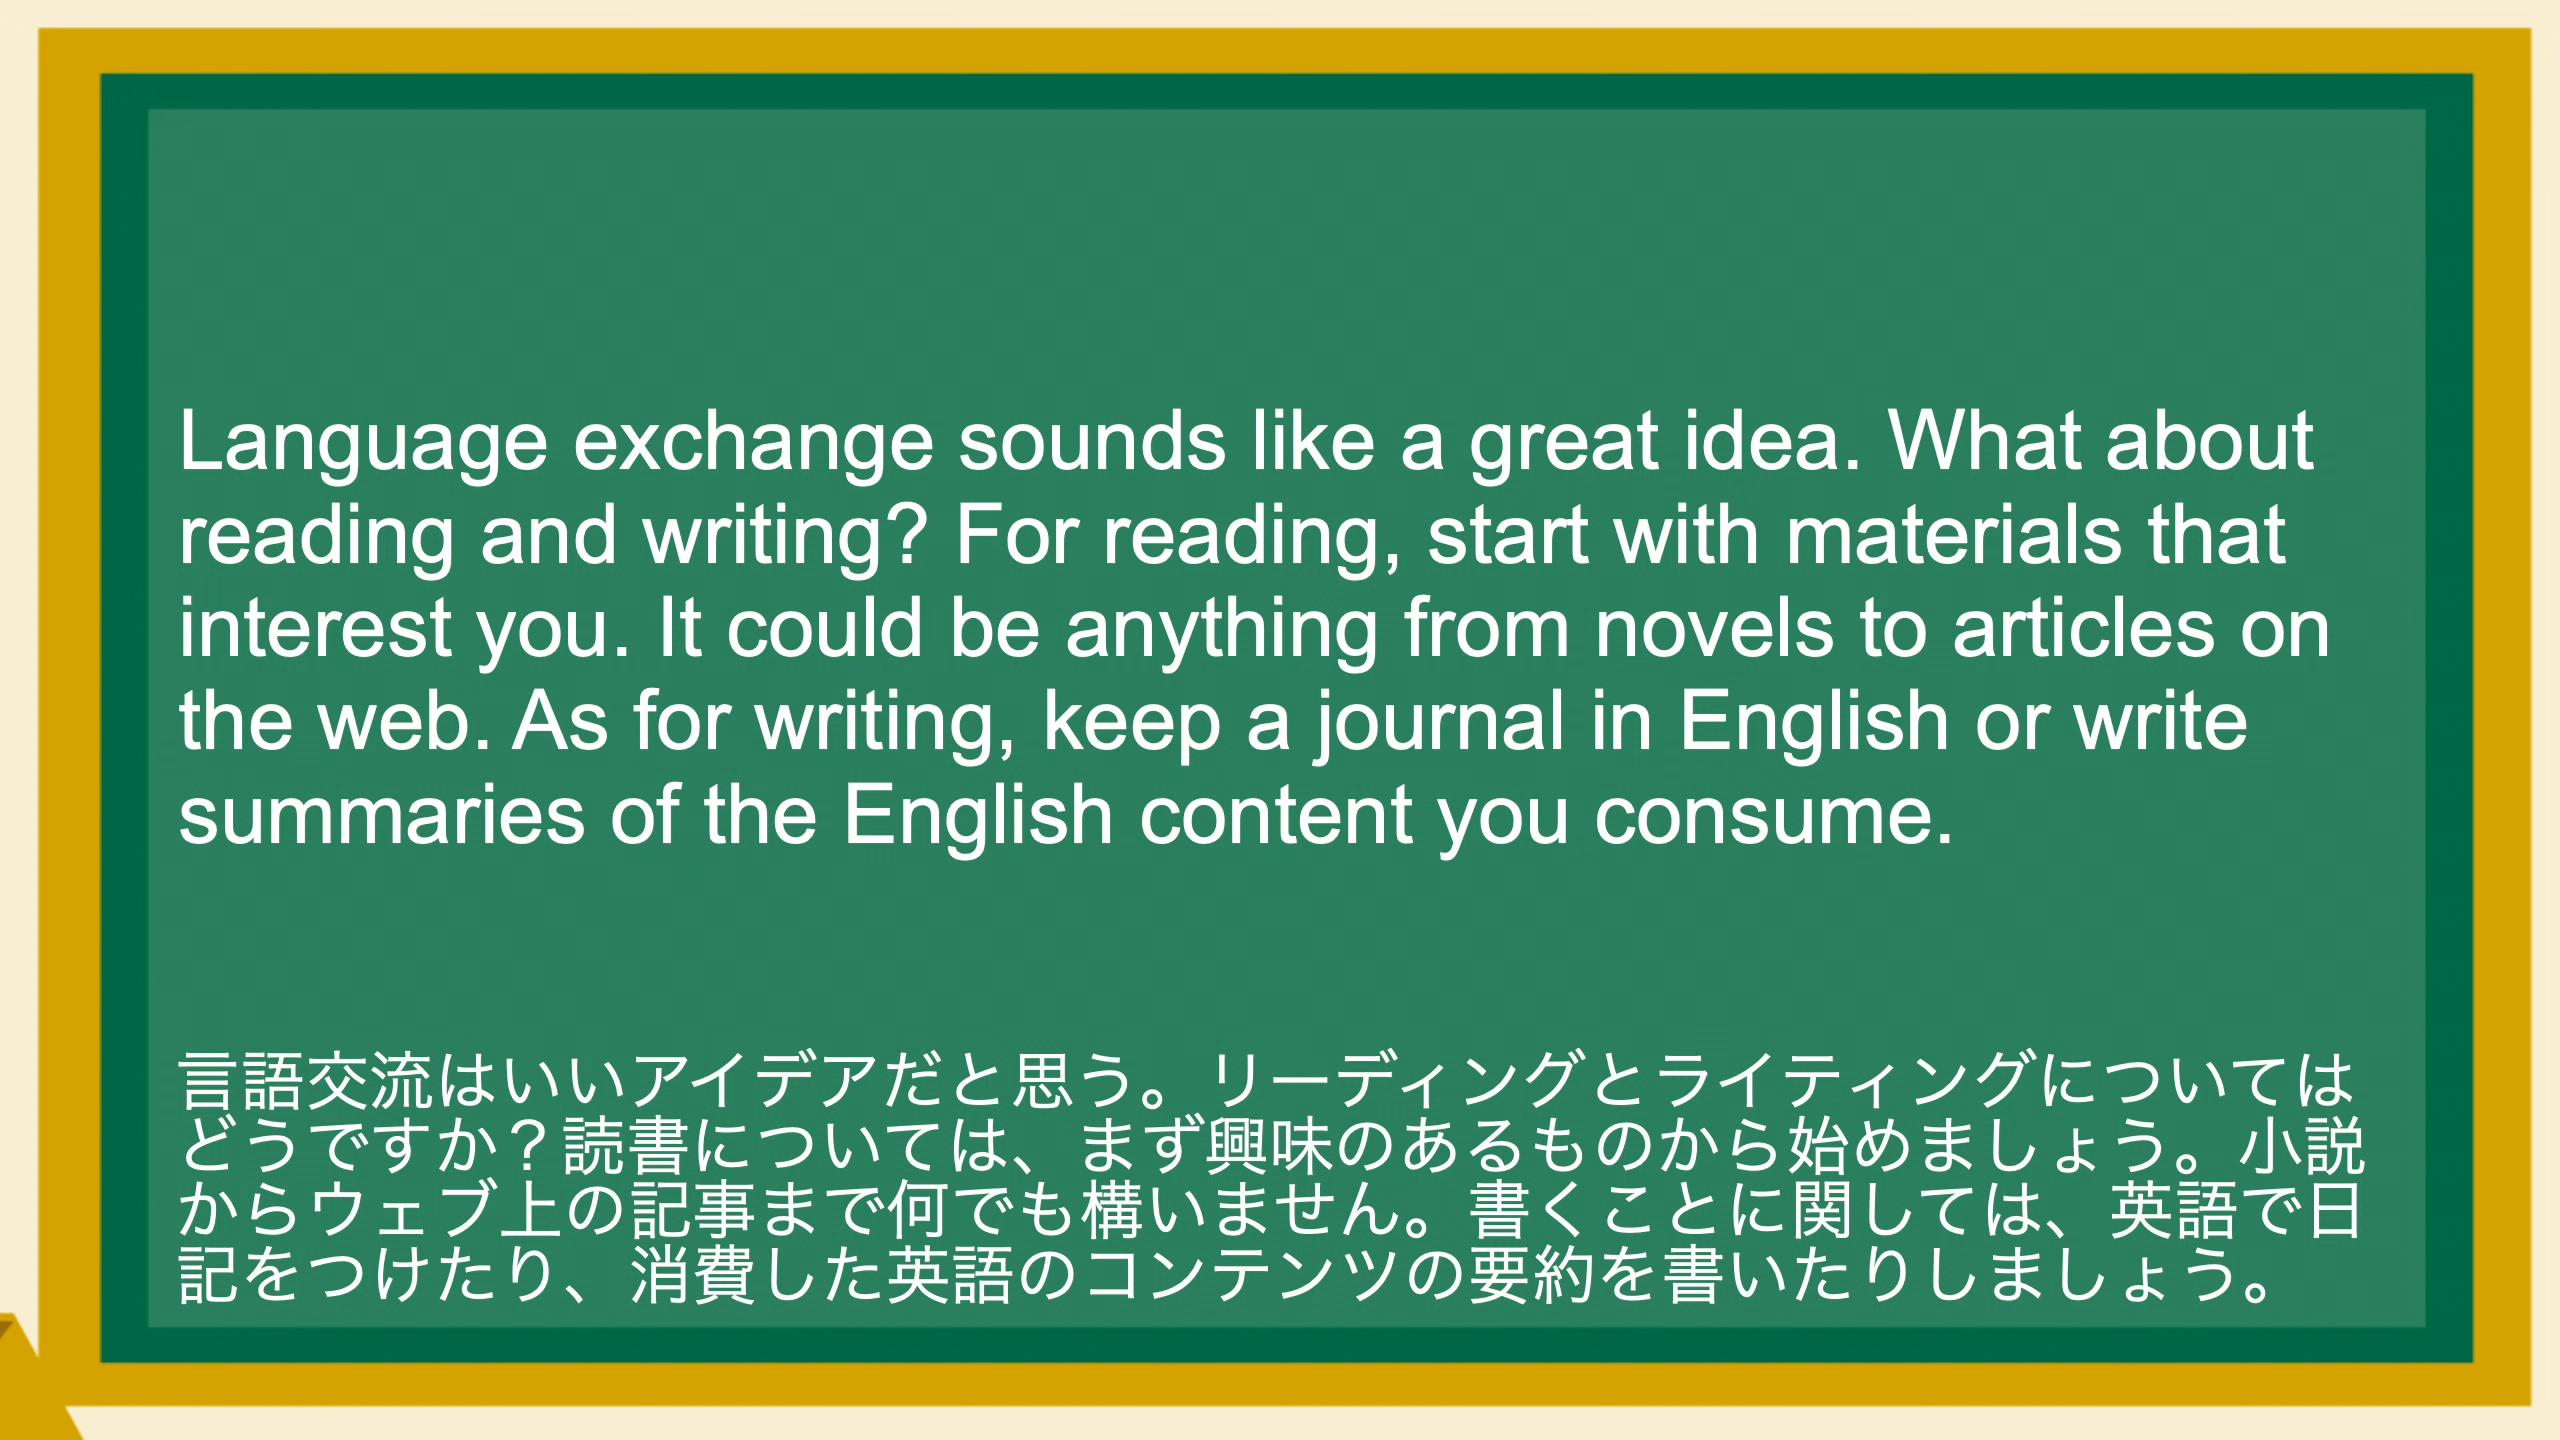 Language exchange sounds like a great idea. What about
reading and writing? For reading, start with materials that
interest you. It could be anything from novels to articles on
the web. As for writing, keep a journal in English or write
summaries of the English content you consume.
言語交流はいいアイデアだと思う。リーディングとライティングについては
どうですか？読書については、まず興味のあるものから始めましょう。小説
からウェブ上の記事まで何でも構いません。書くことに関しては、英語で日
記をつけたり、消費した英語のコンテンツの要約を書いたりしましょう。